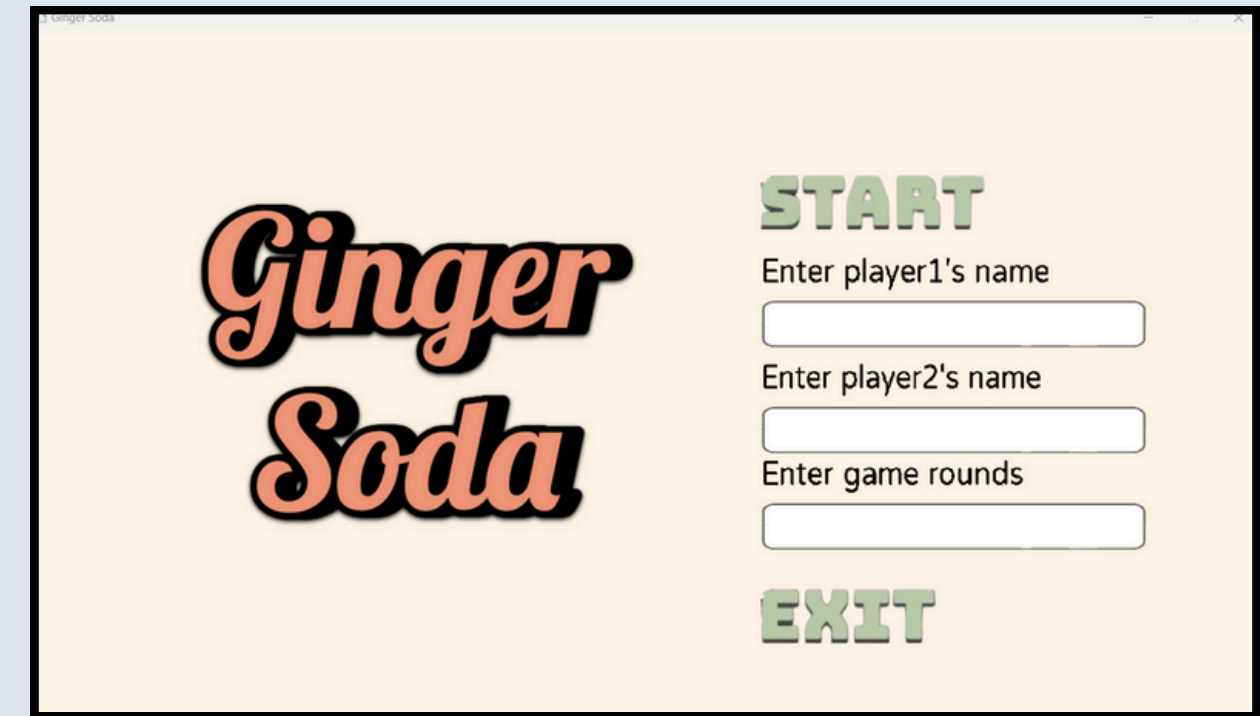 Ginger Soda
Ginger
Soda
START
Enter player1's name
Enter player2's name
Enter game rounds
EXIT